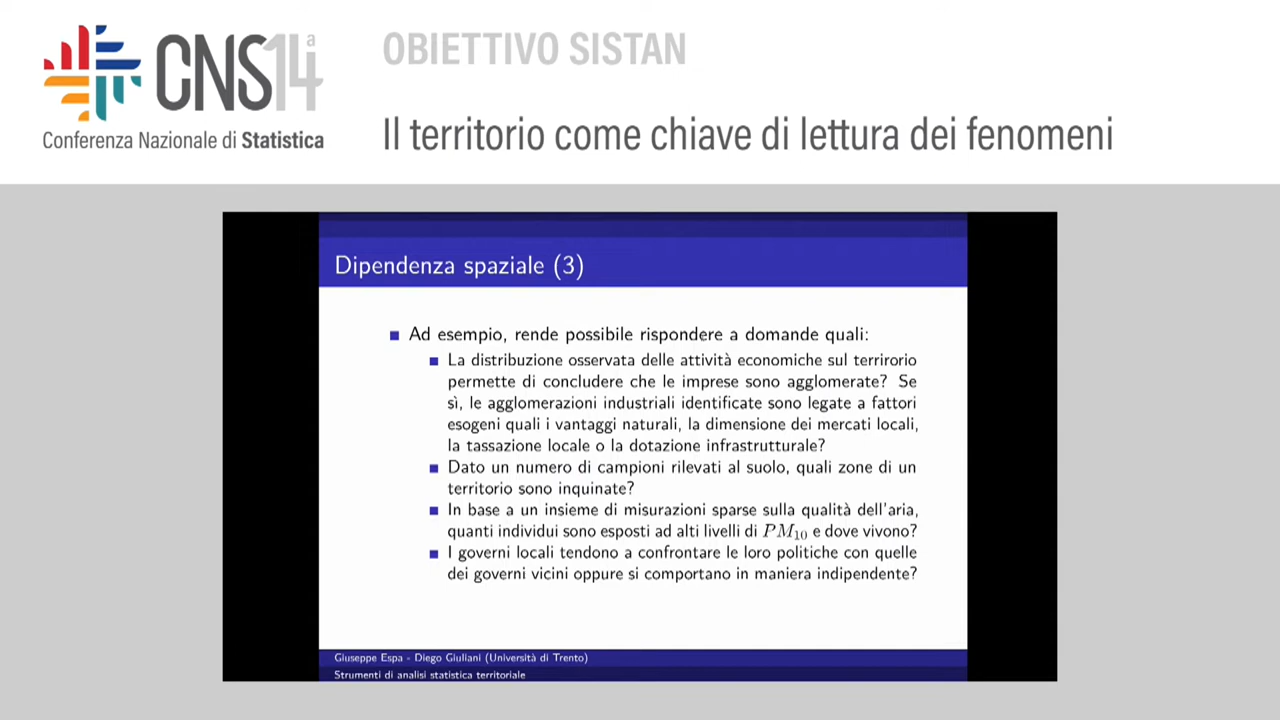 CNS14ª
Conferenza Nazionale di Statistica
OBIETTIVO SISTAN
Il territorio come chiave di lettura dei fenomeni
Dipendenza spaziale (3)
Ad esempio, rende possibile rispondere a domande quali:
La distribuzione osservata delle attività economiche sul terrirorio
permette di concludere che le imprese sono agglomerate? Se
sì, le agglomerazioni industriali identificate sono legate a fattori
esogeni quali i vantaggi naturali, la dimensione dei mercati locali,
la tassazione locale o la dotazione infrastrutturale?
Dato un numero di campioni rilevati al suolo, quali zone di un
territorio sono inquinate?
In base a un insieme di misurazioni sparse sulla qualità dell'aria,
quanti individui sono esposti ad alti livelli di PM₁₀ e dove vivono?
I governi locali tendono a confrontare le loro politiche con quelle
dei governi vicini oppure si comportano in maniera indipendente?
Giuseppe Espa - Diego Giuliani (Università di Trento)
Strumenti di analisi statistica territoriale